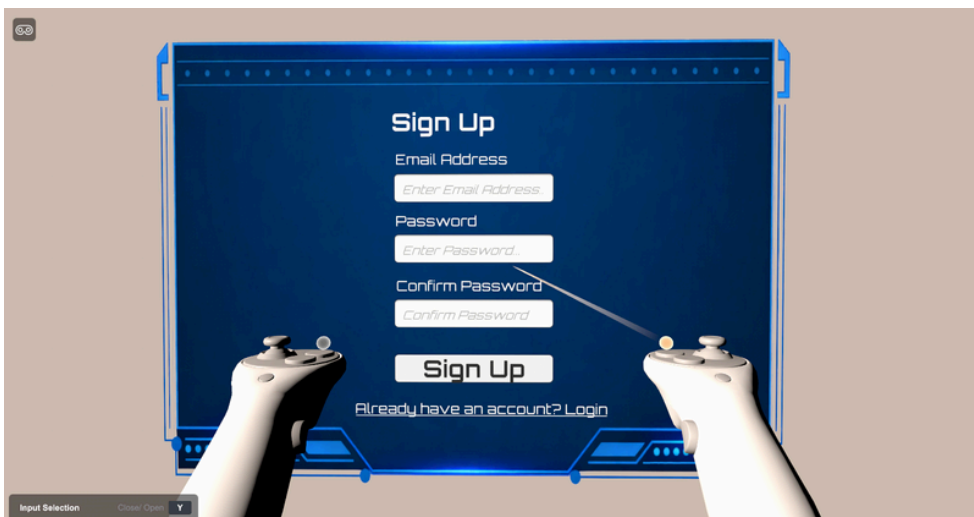 Sign Up
Email Address
Enter Email Address..
Password
Enter Password...
Confirm Password
Confirm Password
Sign Up
Already have an account? Login
Input Selection Close/ Open Y